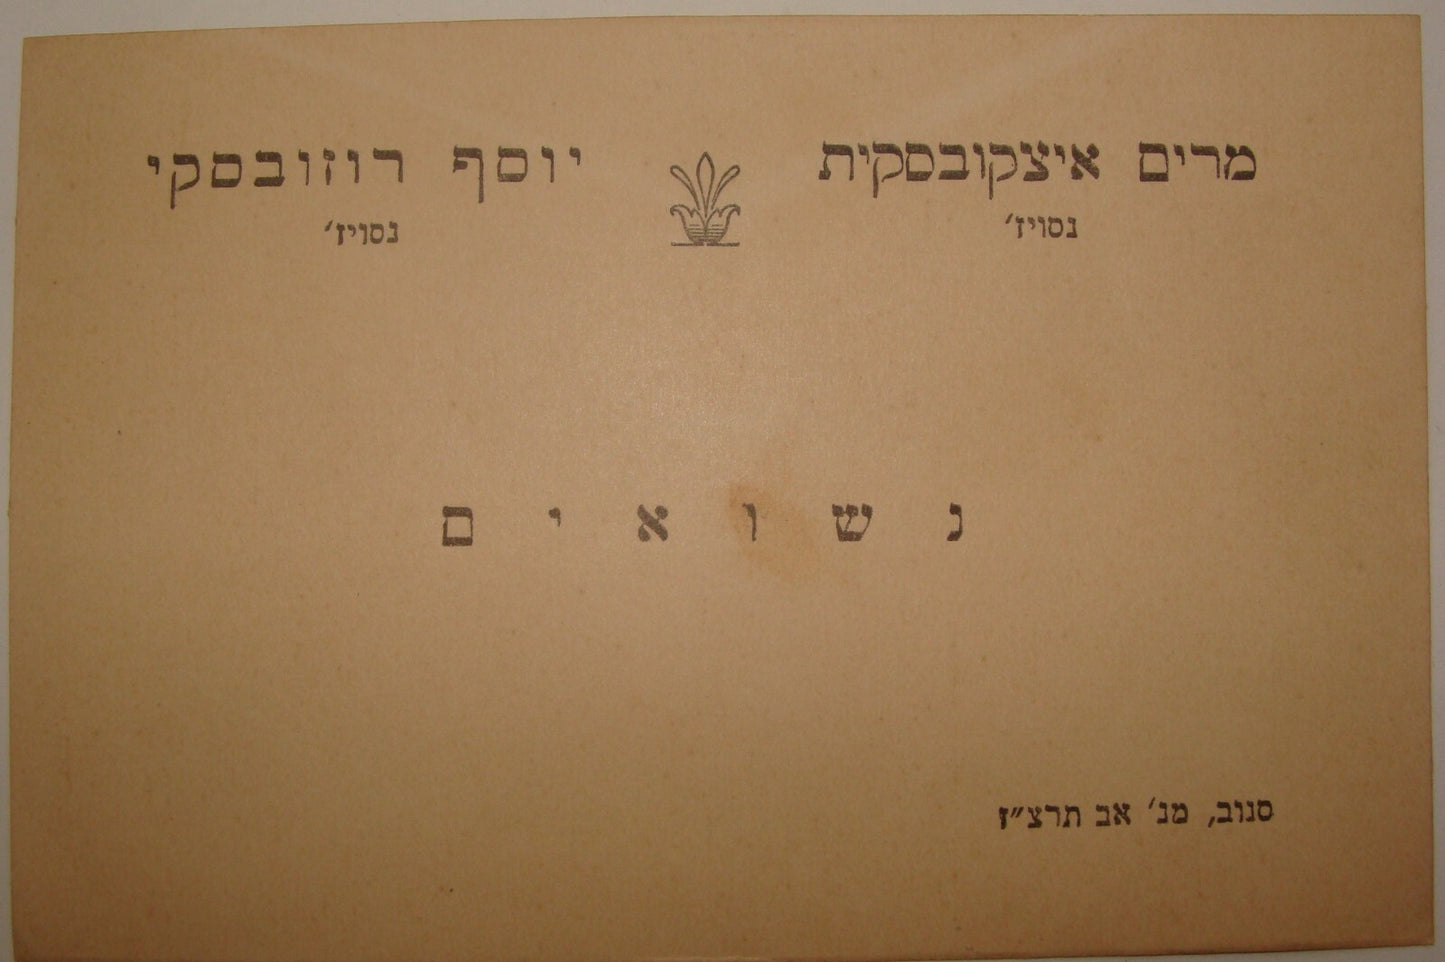 מרים איצקובסקית יוסף רוזובסקי
נסויז׳ נסויז׳
נשואים
סנוב, מנ׳ אב תרצ״ז